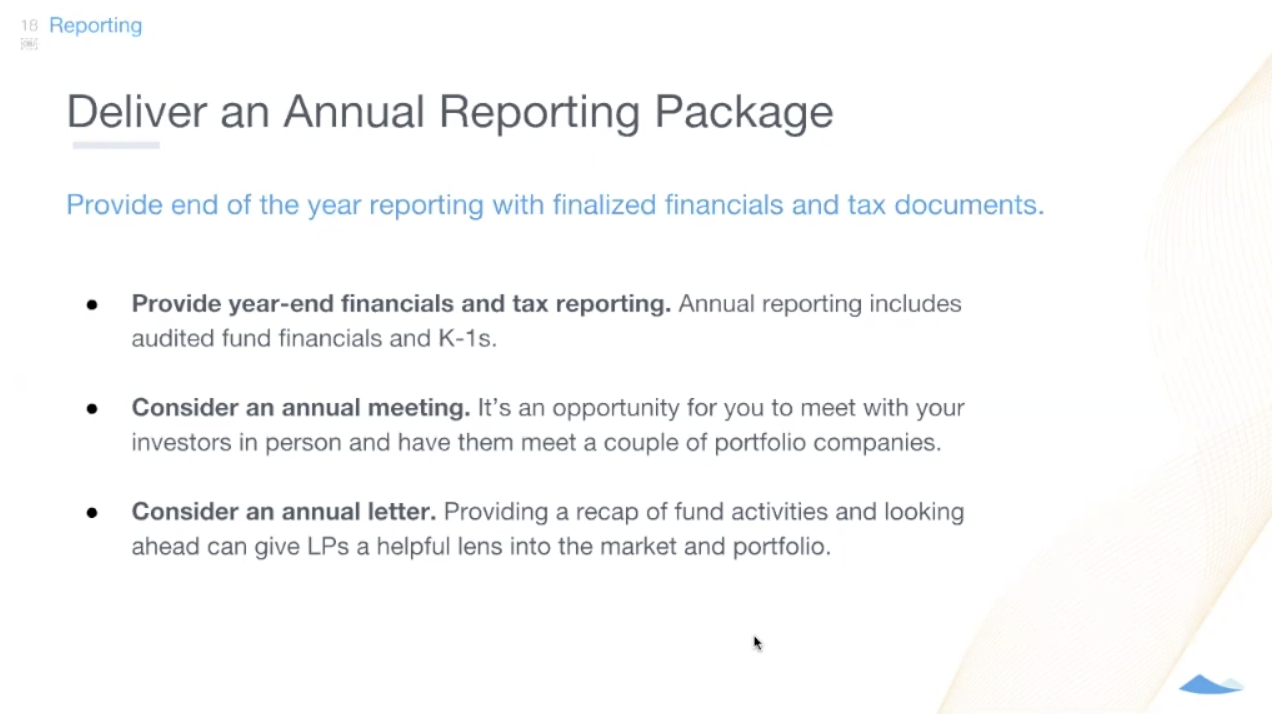 18 Reporting
Deliver an Annual Reporting Package
Provide end of the year reporting with finalized financials and tax documents.
● Provide year-end financials and tax reporting. Annual reporting includes
audited fund financials and K-1s.
● Consider an annual meeting. It’s an opportunity for you to meet with your
investors in person and have them meet a couple of portfolio companies.
● Consider an annual letter. Providing a recap of fund activities and looking
ahead can give LPs a helpful lens into the market and portfolio.